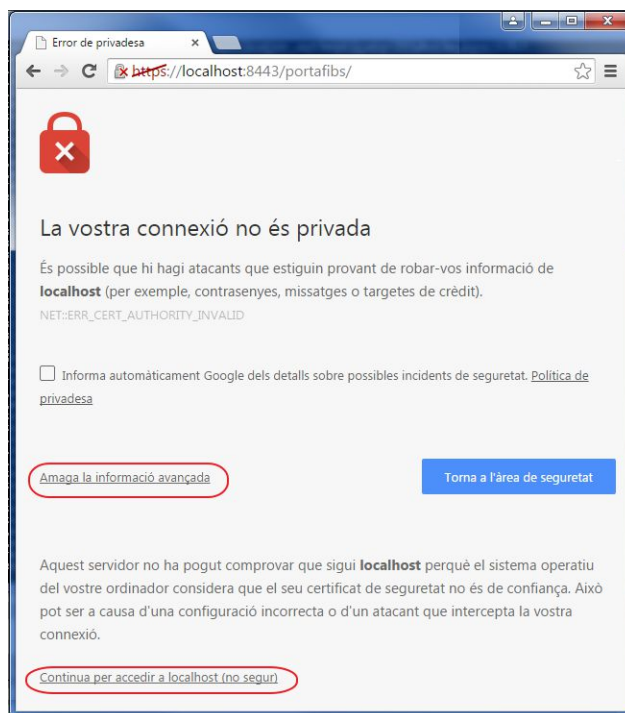 Error de privadesa
https://localhost:8443/portafibs/
La vostra connexió no és privada
És possible que hi hagi atacants que estiguin provant de robar-vos informació de
localhost (per exemple, contrasenyes, missatges o targetes de crèdit).
NET::ERR_CERT_AUTHORITY_INVALID
Informa automàticament Google dels detalls sobre possibles incidents de seguretat. Política de
privadesa
Amaga la informació avançada
Torna a l'àrea de seguretat
Aquest servidor no ha pogut comprovar que sigui localhost perquè el sistema operatiu
del vostre ordinador considera que el seu certificat de seguretat no és de confiança. Això
pot ser a causa d'una configuració incorrecta o d'un atacant que intercepta la vostra
connexió.
Continua per accedir a localhost (no segur)